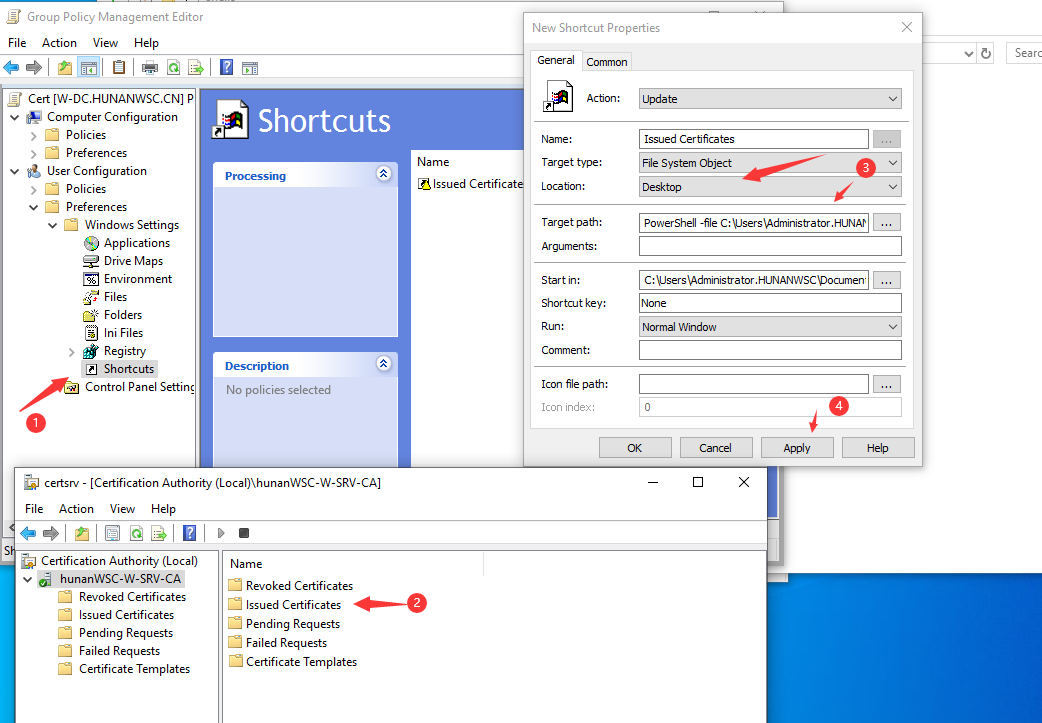 Group Policy Management Editor
File Action View Help
Cert [W-DC.HUNANWSC.CN] P
Computer Configuration
Policies
Preferences
User Configuration
Policies
Preferences
Windows Settings
Applications
Drive Maps
Environment
Files
Folders
Ini Files
Registry
Shortcuts
Control Panel Setting
1
Shortcuts
Processing
Description
No policies selected
Name
Issued Certificate
New Shortcut Properties
General Common
Action: Update
Name: Issued Certificates ...
Target type: File System Object
3
Location: Desktop
Target path: PowerShell -file C:\Users\Administrator.HUNAN ...
Arguments:
Start in: C:\Users\Administrator.HUNANWSC\Document ...
Shortcut key: None
Run: Normal Window
Comment:
Icon file path: ...
Icon index: 0
4
OK Cancel Apply Help
Searc
certsrv - [Certification Authority (Local)\hunanWSC-W-SRV-CA]
File Action View Help
Certification Authority (Local)
hunanWSC-W-SRV-CA
Revoked Certificates
Issued Certificates
Pending Requests
Failed Requests
Certificate Templates
Name
Revoked Certificates
Issued Certificates
2
Pending Requests
Failed Requests
Certificate Templates